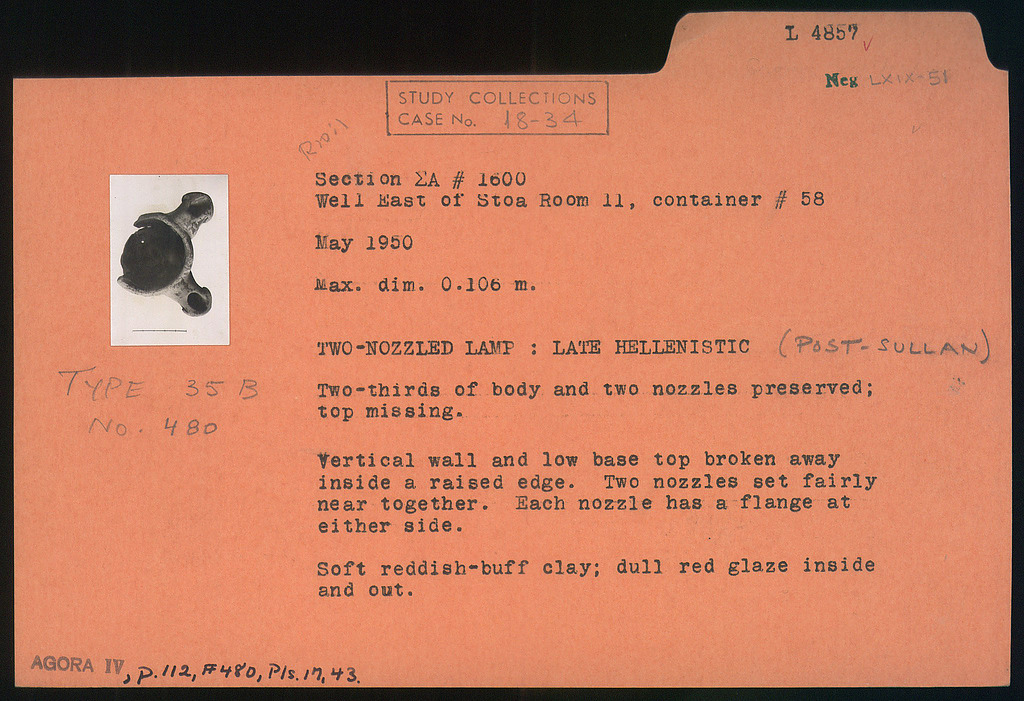 L 4857
Neg LXIX-51
STUDY COLLECTIONS
CASE No. 18-34
Section ΣA # 1600
Well East of Stoa Room 11, container # 58
May 1950
Max. dim. 0.106 m.
TWO-NOZZLED LAMP : LATE HELLENISTIC (POST-SULLAN)
TYPE 35 B
No. 480
Two-thirds of body and two nozzles preserved;
top missing.
Vertical wall and low base top broken away
inside a raised edge. Two nozzles set fairly
near together. Each nozzle has a flange at
either side.
Soft reddish-buff clay; dull red glaze inside
and out.
AGORA IV, p. 112, #480, Pls. 17, 43.